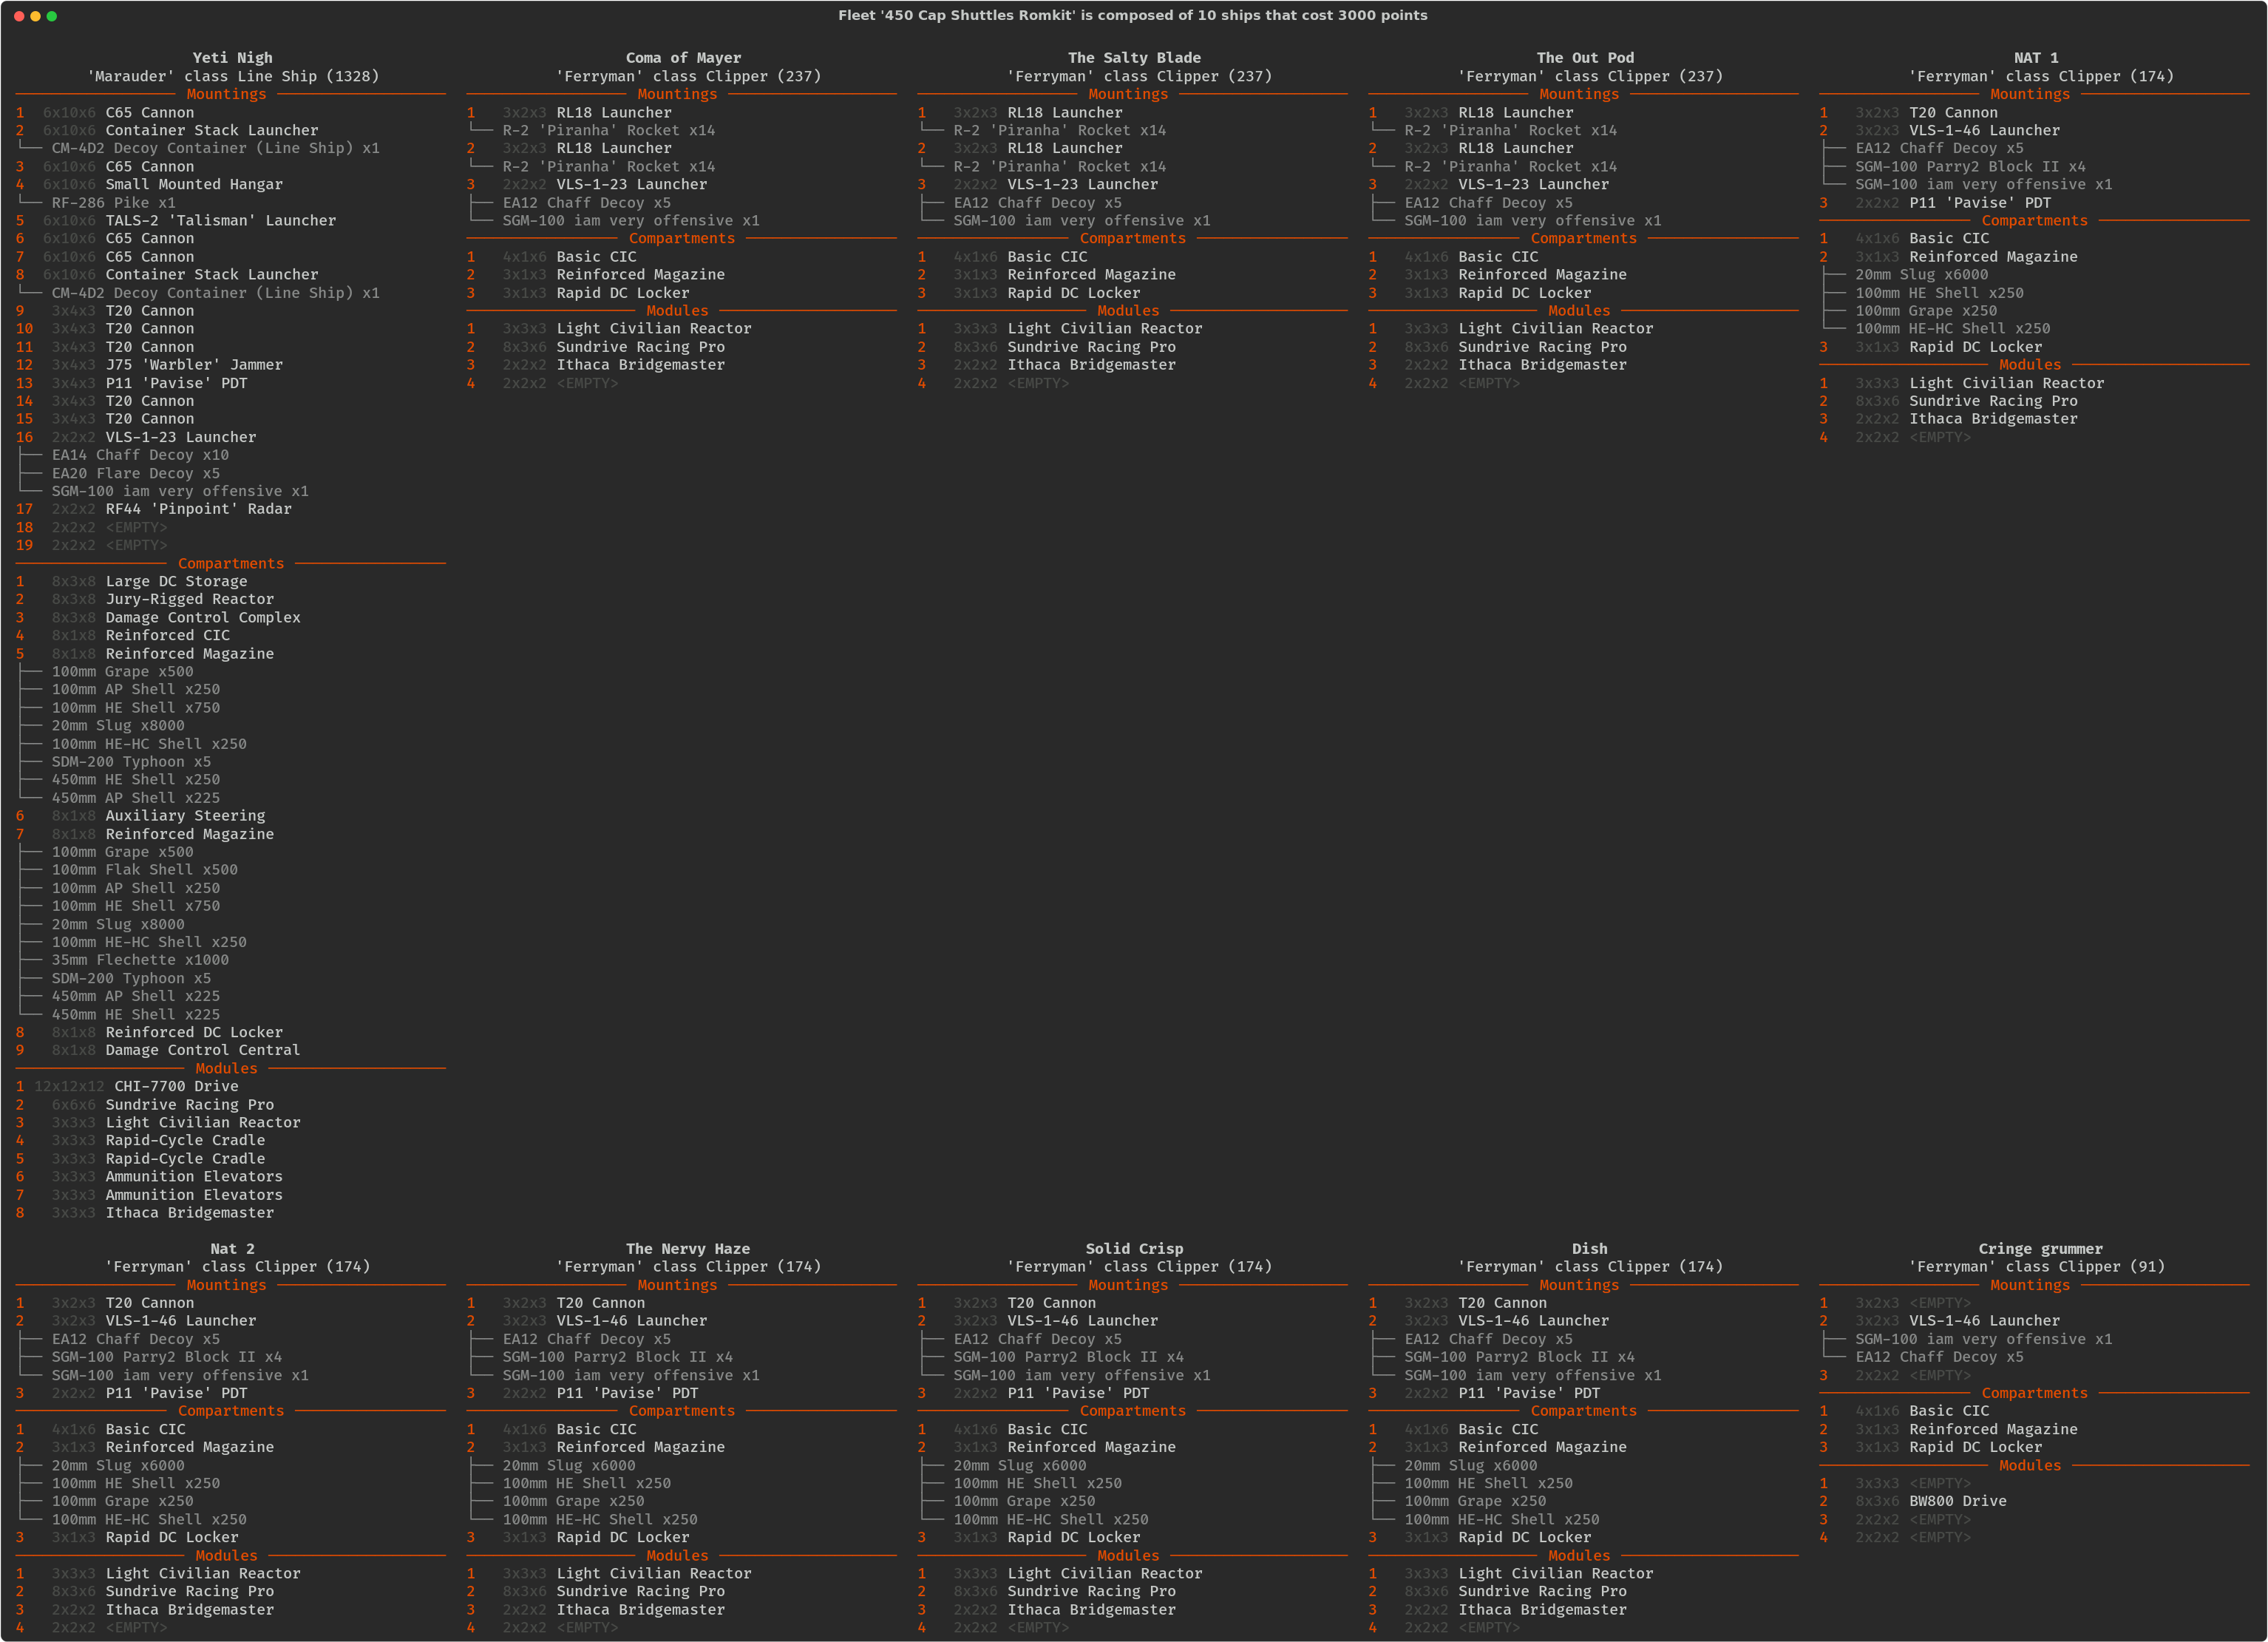 Fleet '450 Cap Shuttles Romkit' is composed of 10 ships that cost 3000 points
Yeti Nigh
'Marauder' class Line Ship (1328)
Mountings
1 6x10x6 C65 Cannon
2 6x10x6 Container Stack Launcher
CM-4D2 Decoy Container (Line Ship) x1
3 6x10x6 C65 Cannon
4 6x10x6 Small Mounted Hangar
RF-286 Pike x1
5 6x10x6 TALS-2 'Talisman' Launcher
6 6x10x6 C65 Cannon
7 6x10x6 C65 Cannon
8 6x10x6 Container Stack Launcher
CM-4D2 Decoy Container (Line Ship) x1
9 3x4x3 T20 Cannon
10 3x4x3 T20 Cannon
11 3x4x3 T20 Cannon
12 3x4x3 J75 'Warbler' Jammer
13 3x4x3 P11 'Pavise' PDT
14 3x4x3 T20 Cannon
15 3x4x3 T20 Cannon
16 2x2x2 VLS-1-23 Launcher
EA14 Chaff Decoy x10
EA20 Flare Decoy x5
SGM-100 iam very offensive x1
17 2x2x2 RF44 'Pinpoint' Radar
18 2x2x2 <EMPTY>
19 2x2x2 <EMPTY>
Compartments
1 8x3x8 Large DC Storage
2 8x3x8 Jury-Rigged Reactor
3 8x3x8 Damage Control Complex
4 8x1x8 Reinforced CIC
5 8x1x8 Reinforced Magazine
100mm Grape x500
100mm AP Shell x250
100mm HE Shell x750
20mm Slug x8000
100mm HE-HC Shell x250
SDM-200 Typhoon x5
450mm HE Shell x250
450mm AP Shell x225
6 8x1x8 Auxiliary Steering
7 8x1x8 Reinforced Magazine
100mm Grape x500
100mm Flak Shell x500
100mm AP Shell x250
100mm HE Shell x750
20mm Slug x8000
100mm HE-HC Shell x250
35mm Flechette x1000
SDM-200 Typhoon x5
450mm AP Shell x225
450mm HE Shell x225
8 8x1x8 Reinforced DC Locker
9 8x1x8 Damage Control Central
Modules
1 12x12x12 CHI-7700 Drive
2 6x6x6 Sundrive Racing Pro
3 3x3x3 Light Civilian Reactor
4 3x3x3 Rapid-Cycle Cradle
5 3x3x3 Rapid-Cycle Cradle
6 3x3x3 Ammunition Elevators
7 3x3x3 Ammunition Elevators
8 3x3x3 Ithaca Bridgemaster
Coma of Mayer
'Ferryman' class Clipper (237)
Mountings
1 3x2x3 RL18 Launcher
R-2 'Piranha' Rocket x14
2 3x2x3 RL18 Launcher
R-2 'Piranha' Rocket x14
3 2x2x2 VLS-1-23 Launcher
EA12 Chaff Decoy x5
SGM-100 iam very offensive x1
Compartments
1 4x1x6 Basic CIC
2 3x1x3 Reinforced Magazine
3 3x1x3 Rapid DC Locker
Modules
1 3x3x3 Light Civilian Reactor
2 8x3x6 Sundrive Racing Pro
3 2x2x2 Ithaca Bridgemaster
4 2x2x2 <EMPTY>
The Salty Blade
'Ferryman' class Clipper (237)
Mountings
1 3x2x3 RL18 Launcher
R-2 'Piranha' Rocket x14
2 3x2x3 RL18 Launcher
R-2 'Piranha' Rocket x14
3 2x2x2 VLS-1-23 Launcher
EA12 Chaff Decoy x5
SGM-100 iam very offensive x1
Compartments
1 4x1x6 Basic CIC
2 3x1x3 Reinforced Magazine
3 3x1x3 Rapid DC Locker
Modules
1 3x3x3 Light Civilian Reactor
2 8x3x6 Sundrive Racing Pro
3 2x2x2 Ithaca Bridgemaster
4 2x2x2 <EMPTY>
The Out Pod
'Ferryman' class Clipper (237)
Mountings
1 3x2x3 RL18 Launcher
R-2 'Piranha' Rocket x14
2 3x2x3 RL18 Launcher
R-2 'Piranha' Rocket x14
3 2x2x2 VLS-1-23 Launcher
EA12 Chaff Decoy x5
SGM-100 iam very offensive x1
Compartments
1 4x1x6 Basic CIC
2 3x1x3 Reinforced Magazine
3 3x1x3 Rapid DC Locker
Modules
1 3x3x3 Light Civilian Reactor
2 8x3x6 Sundrive Racing Pro
3 2x2x2 Ithaca Bridgemaster
4 2x2x2 <EMPTY>
NAT 1
'Ferryman' class Clipper (174)
Mountings
1 3x2x3 T20 Cannon
2 3x2x3 VLS-1-46 Launcher
EA12 Chaff Decoy x5
SGM-100 Parry2 Block II x4
SGM-100 iam very offensive x1
3 2x2x2 P11 'Pavise' PDT
Compartments
1 4x1x6 Basic CIC
2 3x1x3 Reinforced Magazine
20mm Slug x6000
100mm HE Shell x250
100mm Grape x250
100mm HE-HC Shell x250
3 3x1x3 Rapid DC Locker
Modules
1 3x3x3 Light Civilian Reactor
2 8x3x6 Sundrive Racing Pro
3 2x2x2 Ithaca Bridgemaster
4 2x2x2 <EMPTY>
Nat 2
'Ferryman' class Clipper (174)
Mountings
1 3x2x3 T20 Cannon
2 3x2x3 VLS-1-46 Launcher
EA12 Chaff Decoy x5
SGM-100 Parry2 Block II x4
SGM-100 iam very offensive x1
3 2x2x2 P11 'Pavise' PDT
Compartments
1 4x1x6 Basic CIC
2 3x1x3 Reinforced Magazine
20mm Slug x6000
100mm HE Shell x250
100mm Grape x250
100mm HE-HC Shell x250
3 3x1x3 Rapid DC Locker
Modules
1 3x3x3 Light Civilian Reactor
2 8x3x6 Sundrive Racing Pro
3 2x2x2 Ithaca Bridgemaster
4 2x2x2 <EMPTY>
The Nervy Haze
'Ferryman' class Clipper (174)
Mountings
1 3x2x3 T20 Cannon
2 3x2x3 VLS-1-46 Launcher
EA12 Chaff Decoy x5
SGM-100 Parry2 Block II x4
SGM-100 iam very offensive x1
3 2x2x2 P11 'Pavise' PDT
Compartments
1 4x1x6 Basic CIC
2 3x1x3 Reinforced Magazine
20mm Slug x6000
100mm HE Shell x250
100mm Grape x250
100mm HE-HC Shell x250
3 3x1x3 Rapid DC Locker
Modules
1 3x3x3 Light Civilian Reactor
2 8x3x6 Sundrive Racing Pro
3 2x2x2 Ithaca Bridgemaster
4 2x2x2 <EMPTY>
Solid Crisp
'Ferryman' class Clipper (174)
Mountings
1 3x2x3 T20 Cannon
2 3x2x3 VLS-1-46 Launcher
EA12 Chaff Decoy x5
SGM-100 Parry2 Block II x4
SGM-100 iam very offensive x1
3 2x2x2 P11 'Pavise' PDT
Compartments
1 4x1x6 Basic CIC
2 3x1x3 Reinforced Magazine
20mm Slug x6000
100mm HE Shell x250
100mm Grape x250
100mm HE-HC Shell x250
3 3x1x3 Rapid DC Locker
Modules
1 3x3x3 Light Civilian Reactor
2 8x3x6 Sundrive Racing Pro
3 2x2x2 Ithaca Bridgemaster
4 2x2x2 <EMPTY>
Dish
'Ferryman' class Clipper (174)
Mountings
1 3x2x3 T20 Cannon
2 3x2x3 VLS-1-46 Launcher
EA12 Chaff Decoy x5
SGM-100 Parry2 Block II x4
SGM-100 iam very offensive x1
3 2x2x2 P11 'Pavise' PDT
Compartments
1 4x1x6 Basic CIC
2 3x1x3 Reinforced Magazine
20mm Slug x6000
100mm HE Shell x250
100mm Grape x250
100mm HE-HC Shell x250
3 3x1x3 Rapid DC Locker
Modules
1 3x3x3 Light Civilian Reactor
2 8x3x6 Sundrive Racing Pro
3 2x2x2 Ithaca Bridgemaster
4 2x2x2 <EMPTY>
Cringe grummer
'Ferryman' class Clipper (91)
Mountings
1 3x2x3 <EMPTY>
2 3x2x3 VLS-1-46 Launcher
SGM-100 iam very offensive x1
EA12 Chaff Decoy x5
3 2x2x2 <EMPTY>
Compartments
1 4x1x6 Basic CIC
2 3x1x3 Reinforced Magazine
3 3x1x3 Rapid DC Locker
Modules
1 3x3x3 <EMPTY>
2 8x3x6 BW800 Drive
3 2x2x2 <EMPTY>
4 2x2x2 <EMPTY>